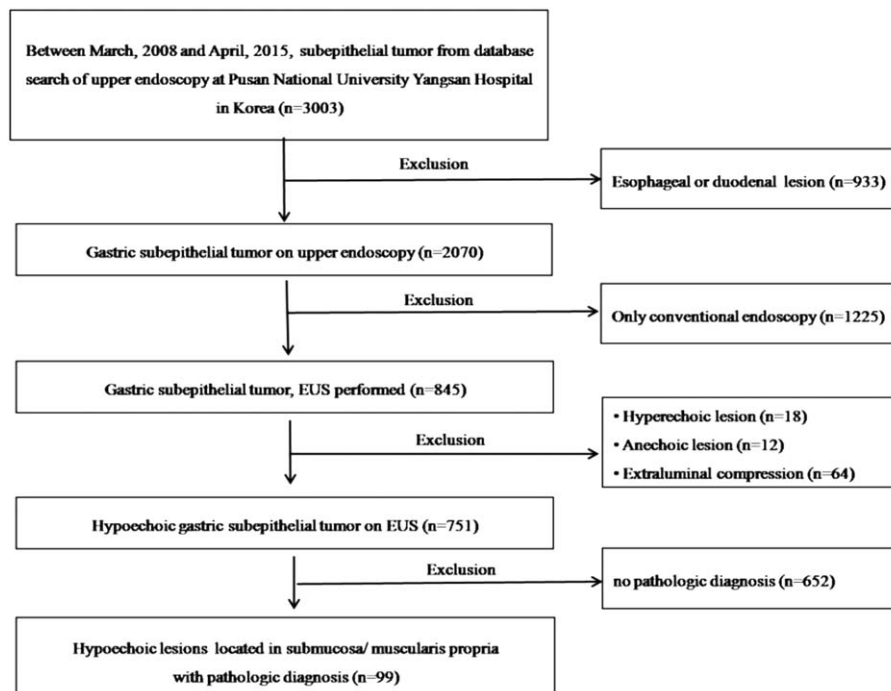 Between March, 2008 and April, 2015, subepithelial tumor from database
search of upper endoscopy at Pusan National University Yangsan Hospital
in Korea (n=3003)
Exclusion
Esophageal or duodenal lesion (n=933)
Gastric subepithelial tumor on upper endoscopy (n=2070)
Exclusion
Only conventional endoscopy (n=1225)
Gastric subepithelial tumor, EUS performed (n=845)
Exclusion
• Hyperechoic lesion (n=18)
• Anechoic lesion (n=12)
• Extraluminal compression (n=64)
Hypoechoic gastric subepithelial tumor on EUS (n=751)
Exclusion
no pathologic diagnosis (n=652)
Hypoechoic lesions located in submucosa/ muscularis propria
with pathologic diagnosis (n=99)